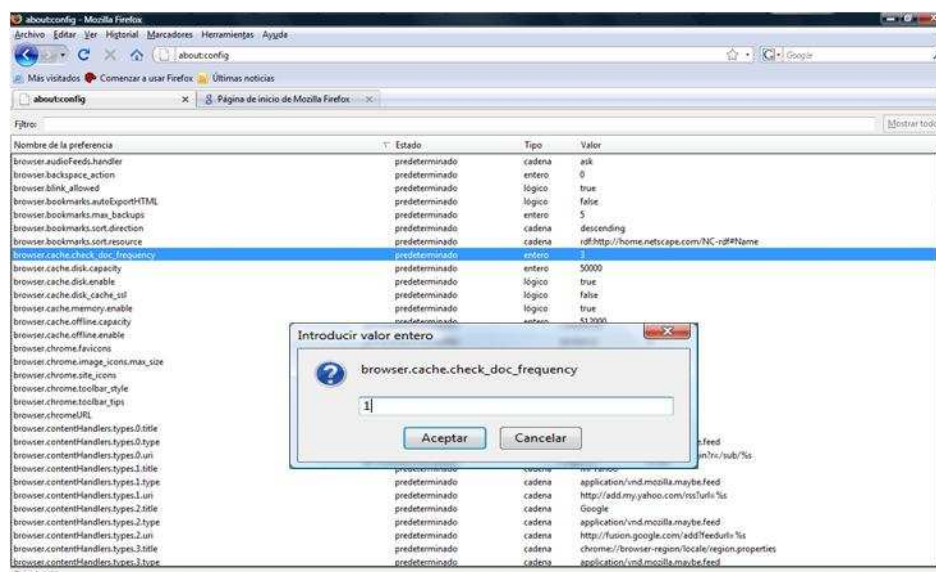 about:config - Mozilla Firefox
Archivo Editar Ver Historial Marcadores Herramientas Ayuda
about:config
Google
Más visitados Comenzar a usar Firefox Últimas noticias
about:config Página de inicio de Mozilla Firefox
Filtro: Mostrar todo
Nombre de la preferencia Estado Tipo Valor
browser.audioFeeds.handler predeterminado cadena ask
browser.backspace_action predeterminado entero 0
browser.blink_allowed predeterminado lógico true
browser.bookmarks.autoExportHTML predeterminado lógico false
browser.bookmarks.max_backups predeterminado entero 5
browser.bookmarks.sort.direction predeterminado cadena descending
browser.bookmarks.sort.resource predeterminado cadena rdf:http://home.netscape.com/NC-rdf#Name
browser.cache.check_doc_frequency predeterminado entero 3
browser.cache.disk.capacity predeterminado entero 50000
browser.cache.disk.enable predeterminado lógico true
browser.cache.disk_cache_ssl predeterminado lógico false
browser.cache.memory.enable predeterminado lógico true
browser.cache.offline.capacity predeterminado entero 512000
browser.cache.offline.enable
browser.chrome.favicons
browser.chrome.image_icons.max_size
browser.chrome.site_icons
browser.chrome.toolbar_style
browser.chrome.toolbar_tips
browser.chromeURL
browser.contentHandlers.types.0.title
browser.contentHandlers.types.0.type e.feed
browser.contentHandlers.types.0.uri
browser.contentHandlers.types.1.title predeterminado cadena
browser.contentHandlers.types.1.type predeterminado cadena application/vnd.mozilla.maybe.feed
browser.contentHandlers.types.1.uri predeterminado cadena http://add.my.yahoo.com/rss?url=%s
browser.contentHandlers.types.2.title predeterminado cadena Google
browser.contentHandlers.types.2.type predeterminado cadena application/vnd.mozilla.maybe.feed
browser.contentHandlers.types.2.uri predeterminado cadena http://fusion.google.com/add?feedurl=%s
browser.contentHandlers.types.3.title predeterminado cadena chrome://browser-region/locale/region.properties
browser.contentHandlers.types.3.type predeterminado cadena application/vnd.mozilla.maybe.feed
Introducir valor entero
browser.cache.check_doc_frequency
1
Aceptar Cancelar